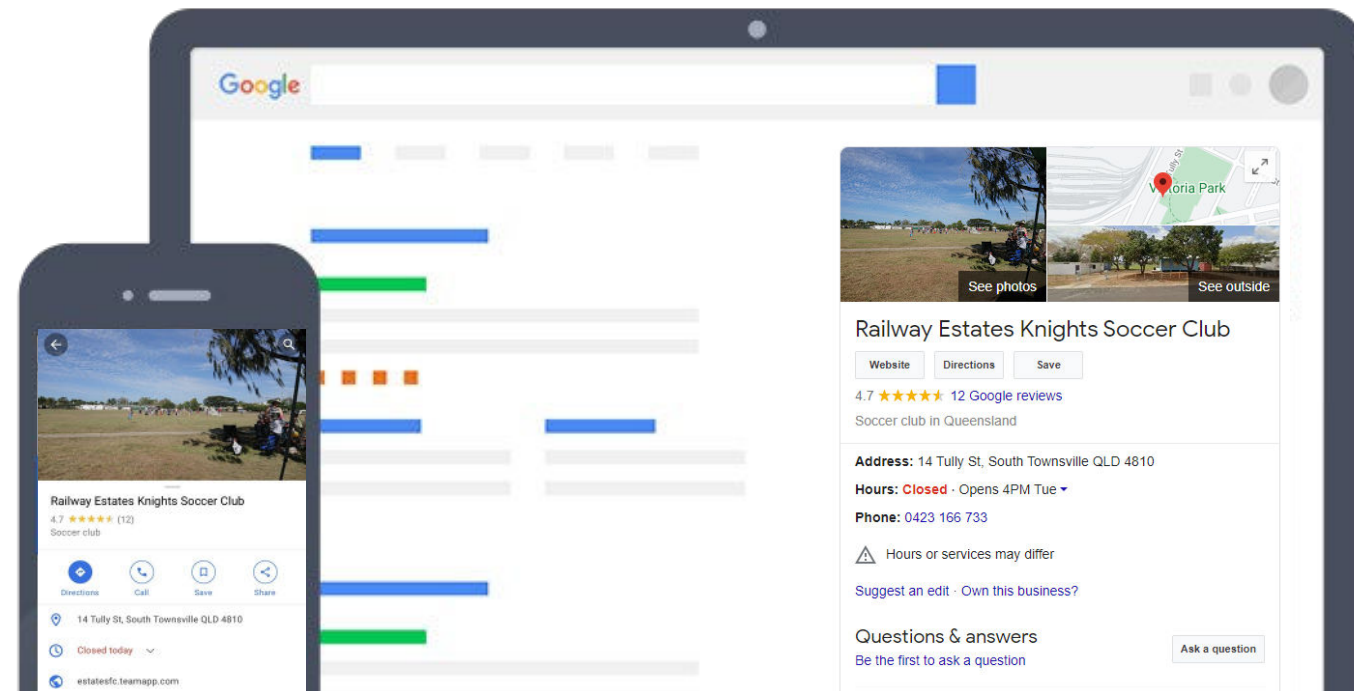 Google
Tully St
Victoria Park
See photos
See outside
Railway Estates Knights Soccer Club
Website Directions Save
4.7 12 Google reviews
Soccer club in Queensland
Address: 14 Tully St, South Townsville QLD 4810
Hours: Closed · Opens 4PM Tue
Phone: 0423 166 733
Hours or services may differ
Suggest an edit · Own this business?
Questions & answers
Be the first to ask a question
Ask a question
Railway Estates Knights Soccer Club
4.7 (12)
Soccer club
Directions Call Save Share
14 Tully St, South Townsville QLD 4810
Closed today
estatesfc.teamapp.com